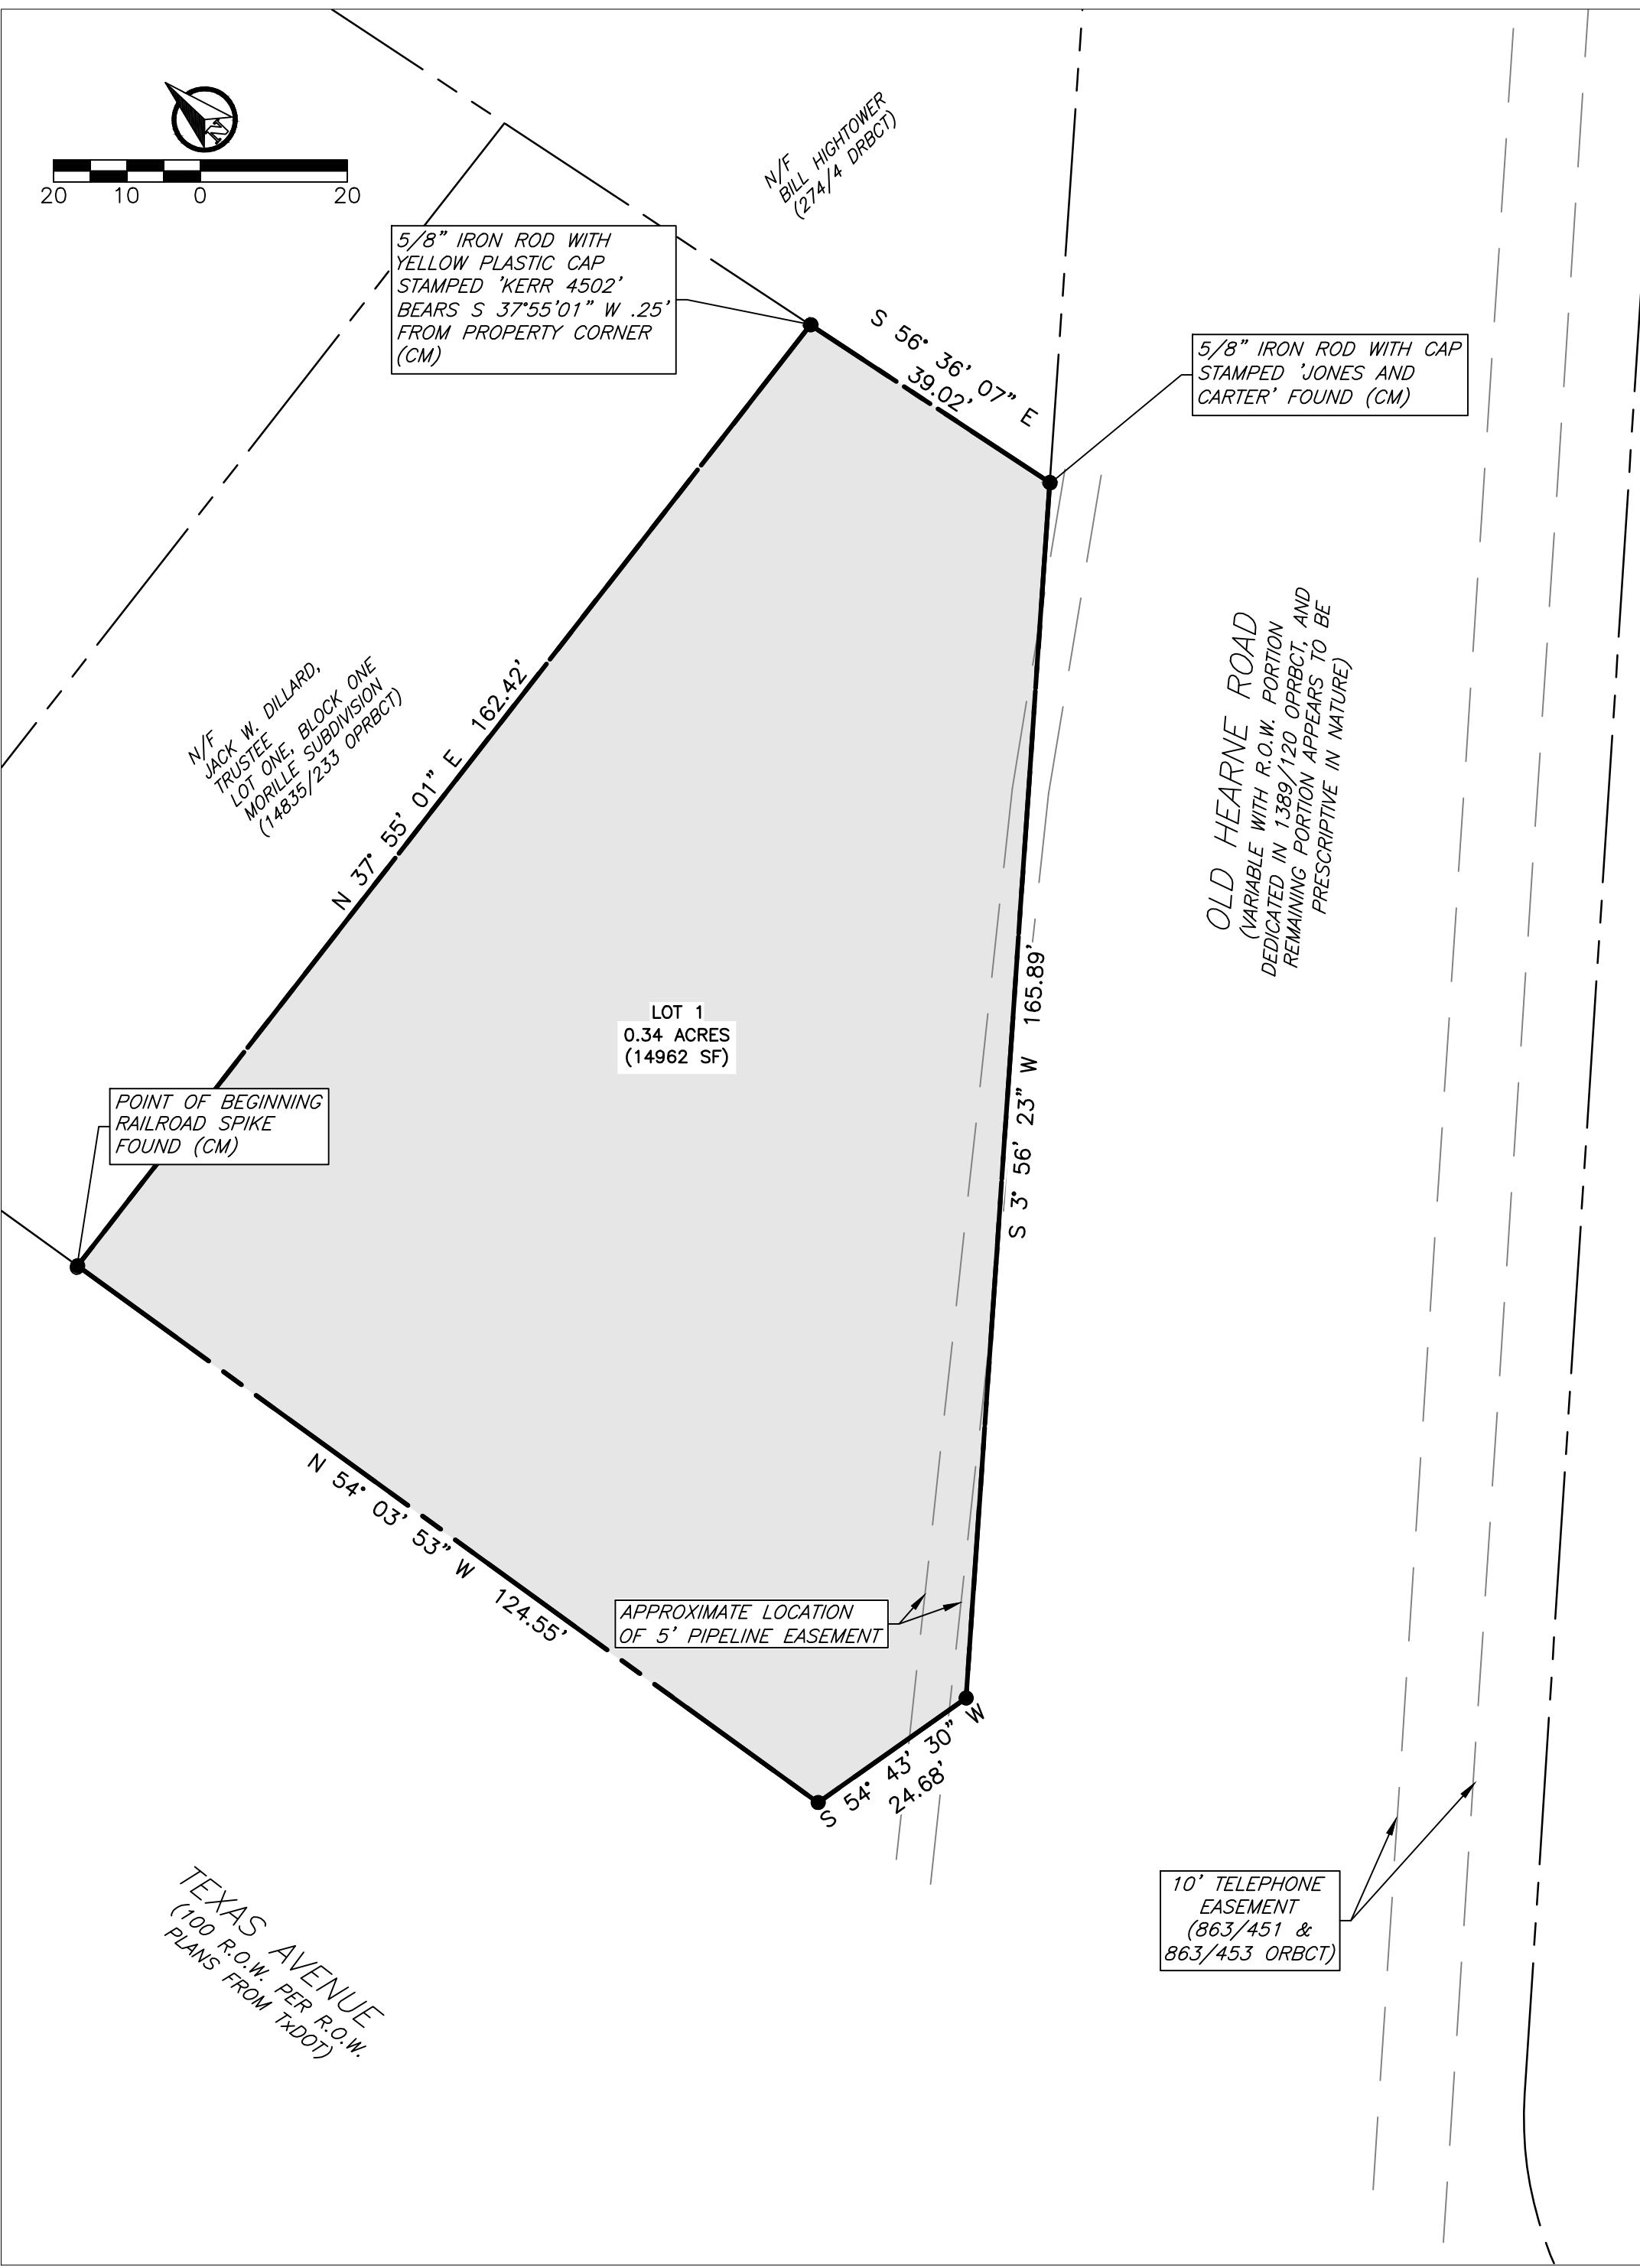 N
20 10 0 20
N/F
BILL HIGHTOWER
(274/4 DRBCT)
5/8" IRON ROD WITH
YELLOW PLASTIC CAP
STAMPED 'KERR 4502'
BEARS S 37°55'01" W .25'
FROM PROPERTY CORNER
(CM)
S 56° 36' 07" E
39.02'
5/8" IRON ROD WITH CAP
STAMPED 'JONES AND
CARTER' FOUND (CM)
N/F
JACK W. DILLARD,
TRUSTEE
LOT ONE, BLOCK ONE
MORILLE SUBDIVISION
(14835/233 OPRBCT)
N 37° 55' 01" E 162.42'
OLD HEARNE ROAD
(VARIABLE WITH R.O.W. PORTION
DEDICATED IN 1389/120 OPRBCT, AND
REMAINING PORTION APPEARS TO BE
PRESCRIPTIVE IN NATURE)
LOT 1
0.34 ACRES
(14962 SF)
S 3° 56' 23" W 165.89'
POINT OF BEGINNING
RAILROAD SPIKE
FOUND (CM)
N 54° 03' 53" W 124.55'
APPROXIMATE LOCATION
OF 5' PIPELINE EASEMENT
S 54° 43' 30" W
24.68'
10' TELEPHONE
EASEMENT
(863/451 &
863/453 ORBCT)
TEXAS AVENUE
(100 R.O.W. PER R.O.W.
PLANS FROM TxDOT)